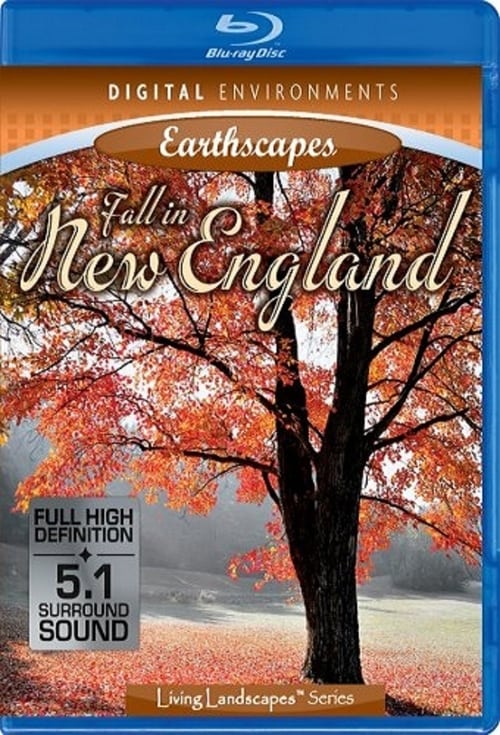 Blu-ray Disc
DIGITAL ENVIRONMENTS
Earthscapes
Fall in
New England
FULL HIGH
DEFINITION
5.1
SURROUND
SOUND
Living Landscapes™ Series